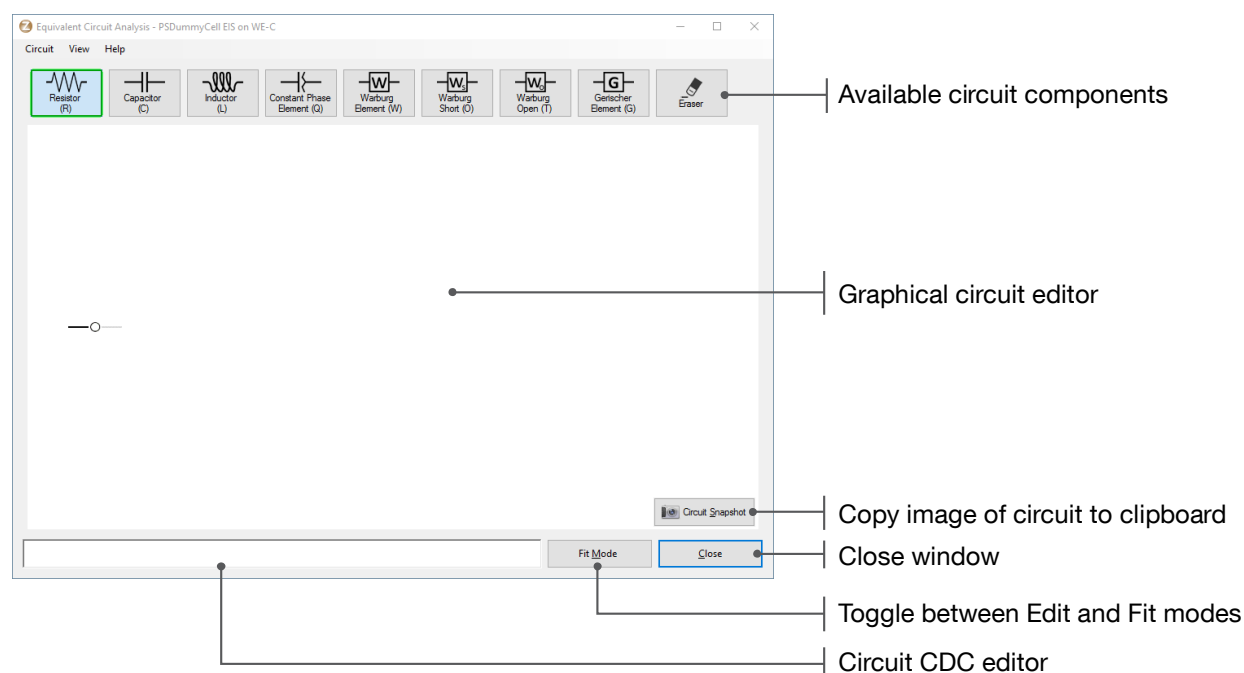 Equivalent Circuit Analysis - PSDummyCell EIS on WE-C
Circuit View Help
Resistor
(R)
Capacitor
(C)
Inductor
(L)
Constant Phase
Element (Q)
W
Warburg
Element (W)
Ws
Warburg
Short (O)
Wo
Warburg
Open (T)
G
Gerischer
Element (G)
Eraser
Available circuit components
Graphical circuit editor
Circuit Snapshot
Copy image of circuit to clipboard
Fit Mode
Close
Close window
Toggle between Edit and Fit modes
Circuit CDC editor